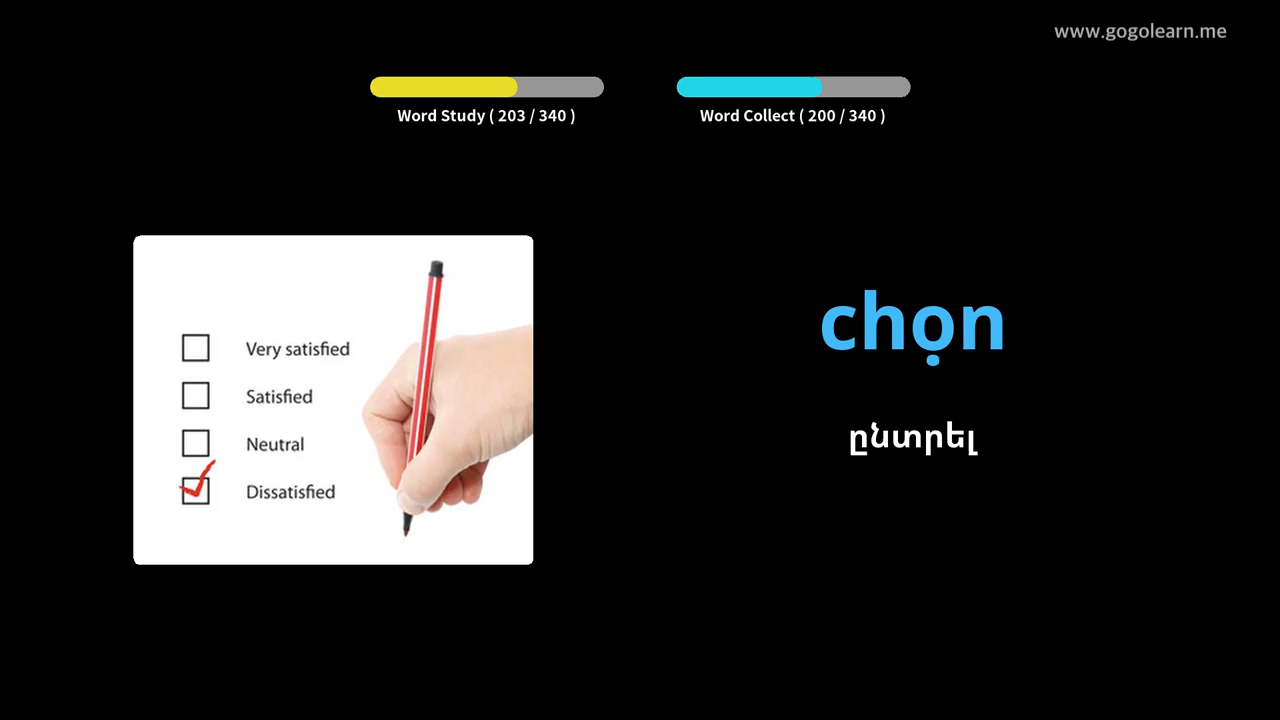 www.gogolearn.me
Word Study ( 203 / 340 )
Word Collect ( 200 / 340 )
Very satisfied
Satisfied
Neutral
Dissatisfied
chọn
ընտրել